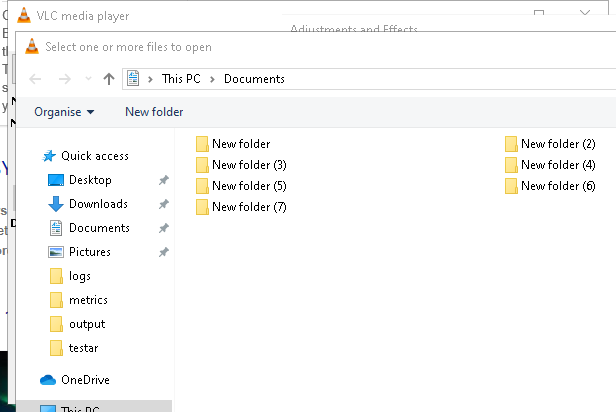 VLC media player
Adjustments and Effects
Select one or more files to open
This PC > Documents
Organise New folder
Quick access
Desktop
Downloads
Documents
Pictures
logs
metrics
output
testar
OneDrive
This PC
New folder
New folder (2)
New folder (3)
New folder (4)
New folder (5)
New folder (6)
New folder (7)